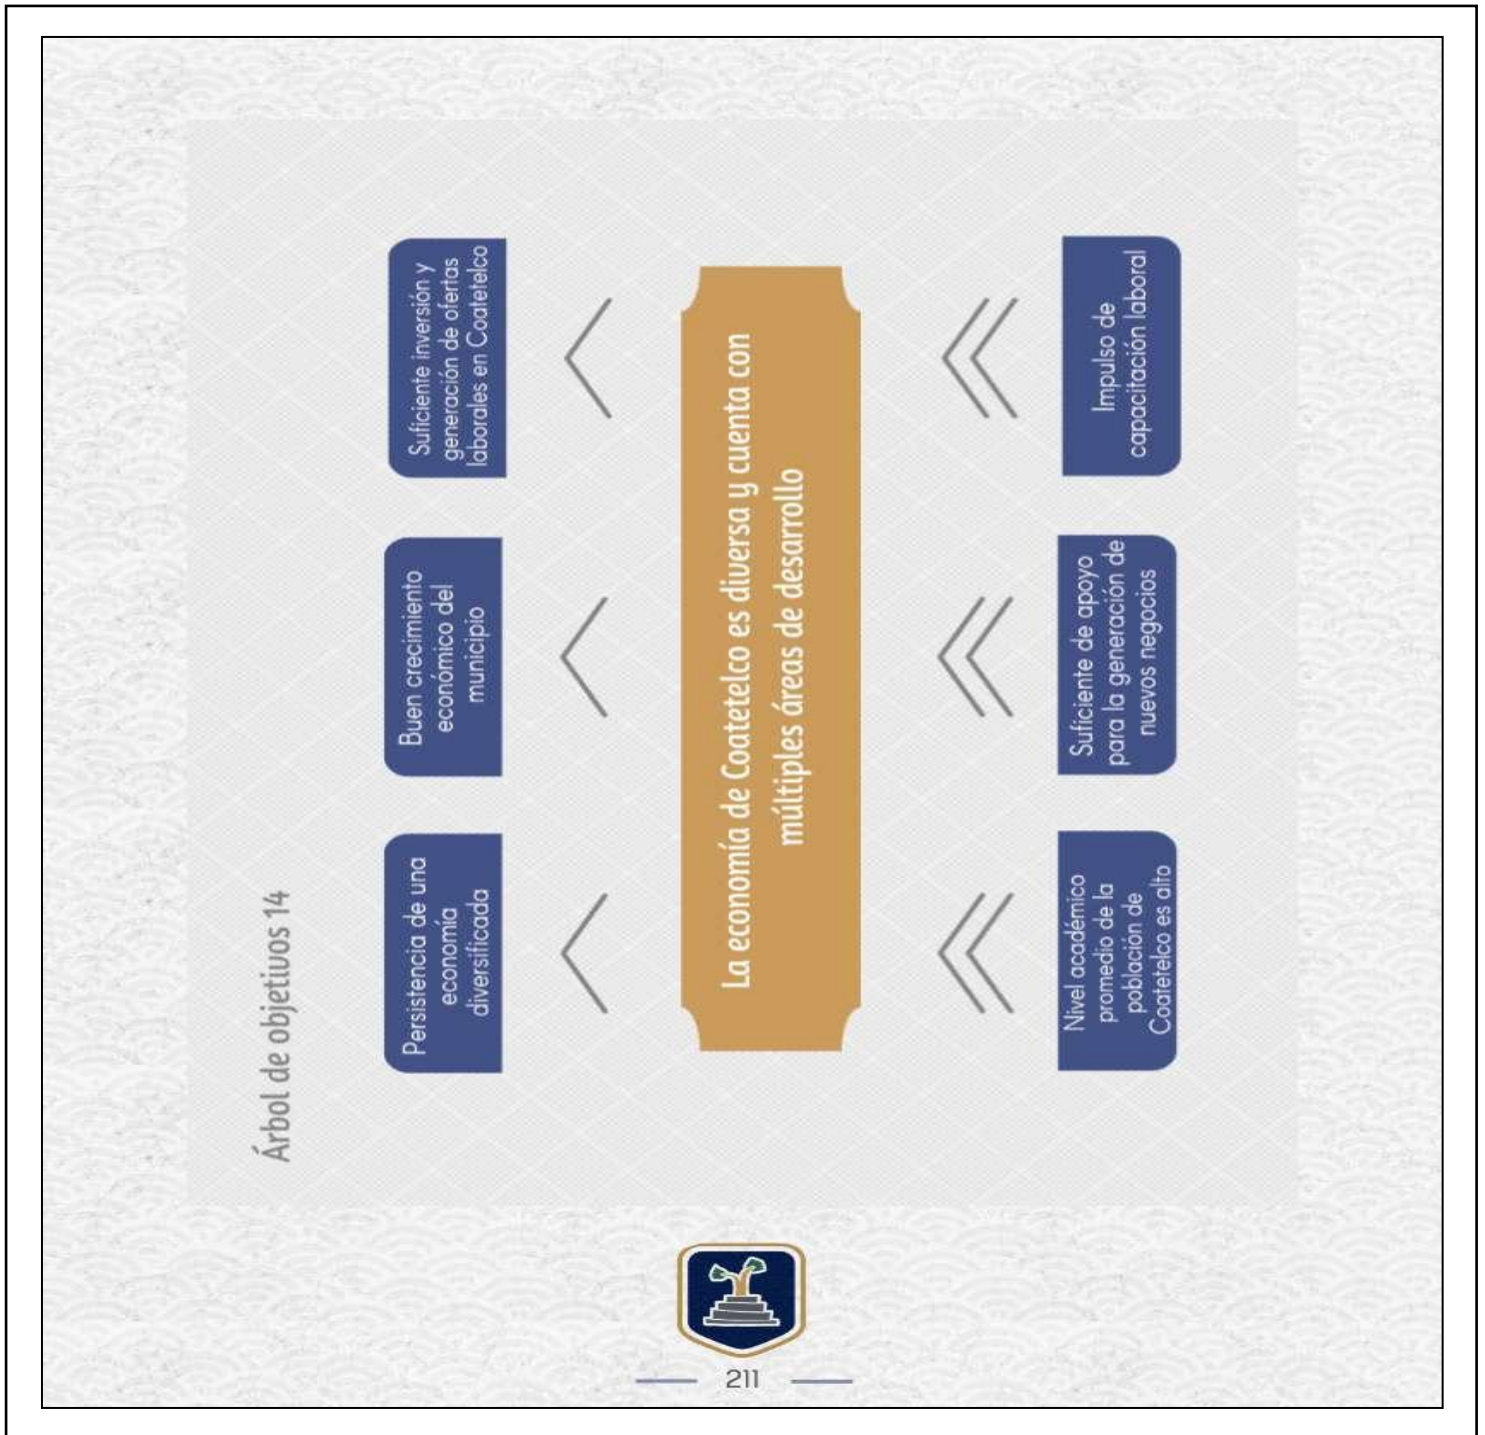 Árbol de objetivos 14
Persistencia de una
economía
diversificada
Buen crecimiento
económico del
municipio
Suficiente inversión y
generación de ofertas
laborales en Coatetelco
La economía de Coatetelco es diversa y cuenta con
múltiples áreas de desarrollo
Nivel académico
promedio de la
población de
Coatetelco es alto
Suficiente de apoyo
para la generación de
nuevos negocios
Impulso de
capacitación laboral
211